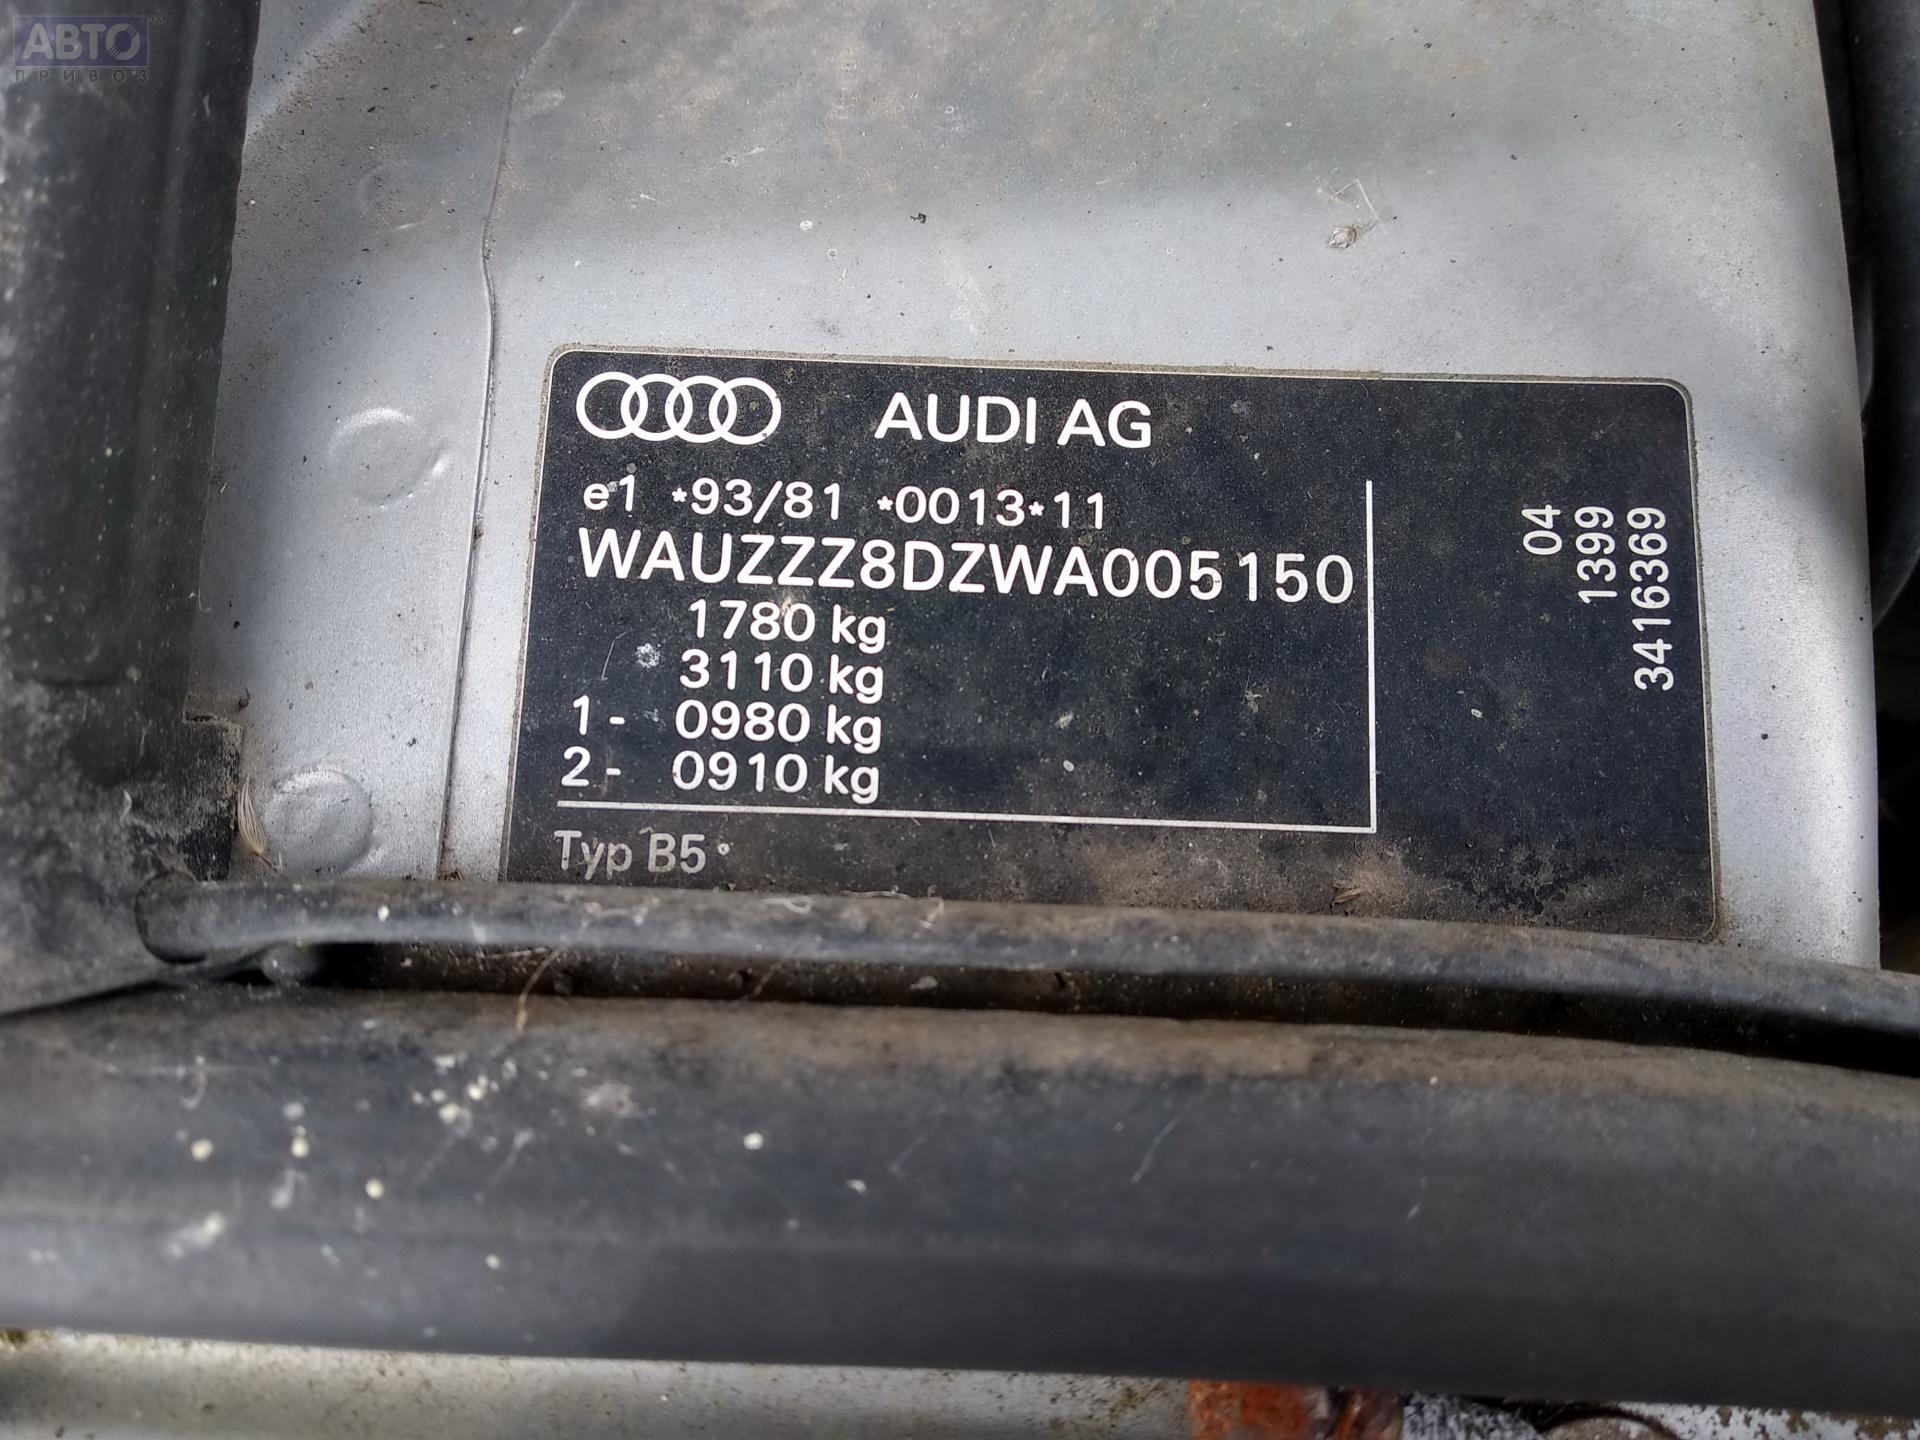 АВТО
ПРИВОЗ
AUDI AG
e1 *93/81 *0013*11
WAUZZZ8DZWA005150
1780 kg
3110 kg
1- 0980 kg
2- 0910 kg
Typ B5
04
1399
3416369